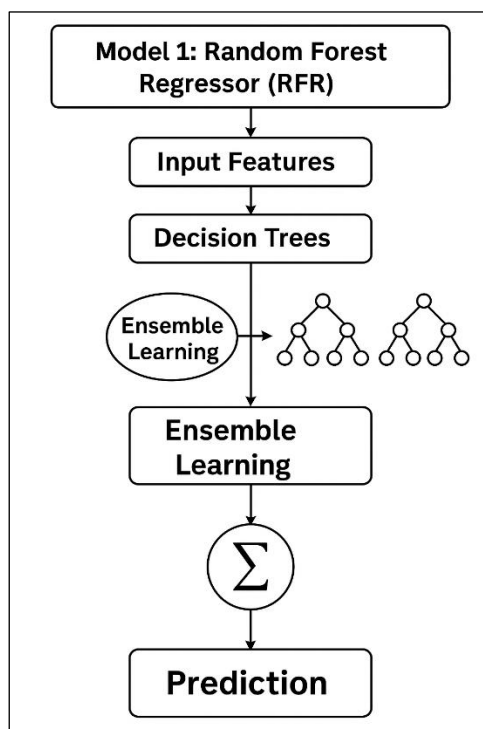 Model 1: Random Forest
Regressor (RFR)
Input Features
Decision Trees
Ensemble
Learning
Ensemble
Learning
Σ
Prediction